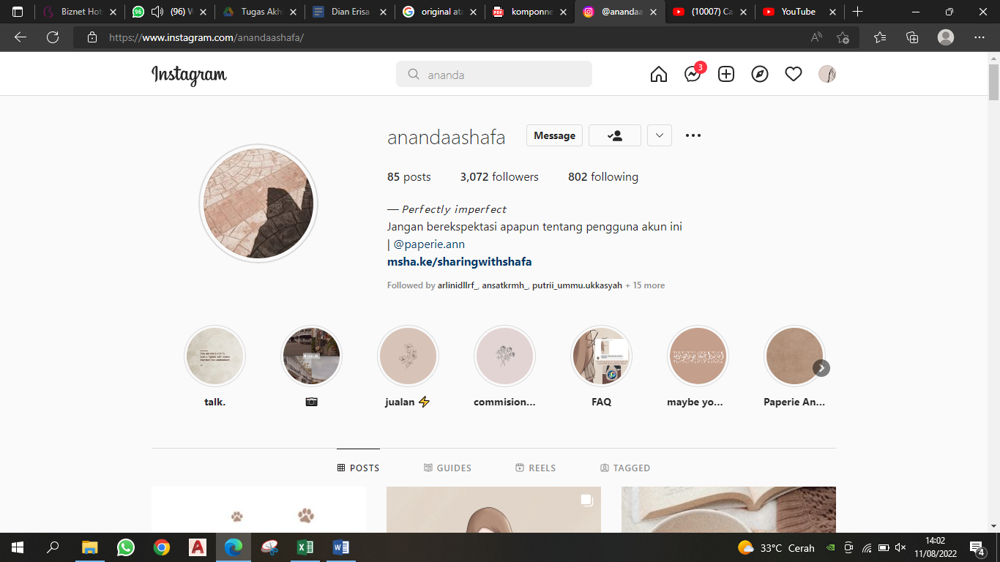 Biznet Hot
96
(96) W
Tugas Akh
Dian Erisa
original ata
komponne
@anandaa
(10007) Ca
YouTube
https://www.instagram.com/anandaashafa/
Instagram
ananda
3
anandaashafa
Message
85 posts 3,072 followers 802 following
— Perfectly imperfect
Jangan berekspektasi apapun tentang pengguna akun ini
| @paperie.ann
msha.ke/sharingwithshafa
Followed by arlinidllrf_, ansatkrmh_, putrii_ummu.ukkasyah + 15 more
talk.
jualan ⚡
commision...
FAQ
maybe yo...
Paperie An...
POSTS
GUIDES
REELS
TAGGED
33°C Cerah
14:02
11/08/2022
4